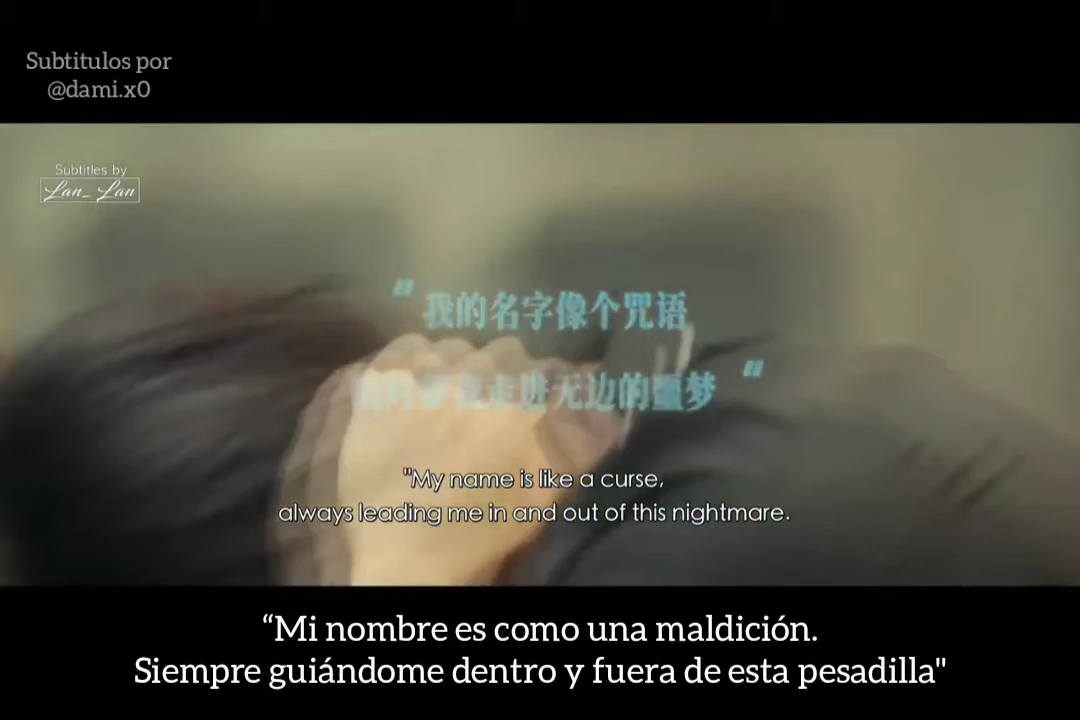 Subtitulos por
@dami.x0
Subtitles by
Lan_ Lan
“我的名字像个咒语
走进无边的噩梦”
"My name is like a curse,
always leading me in and out of this nightmare.
“Mi nombre es como una maldición.
Siempre guiándome dentro y fuera de esta pesadilla"